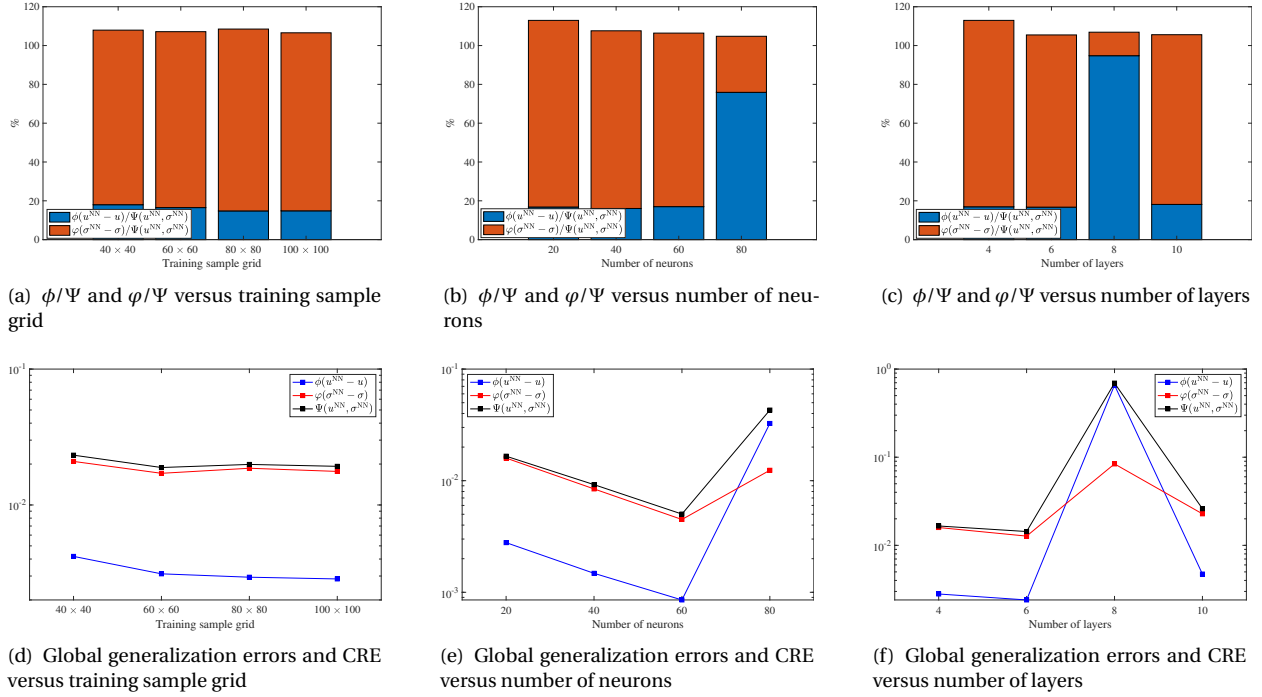 120
100
80
60
40
20
0
%
ϕ(u^NN − u)/Ψ(u^NN, σ^NN)
φ(σ^NN − σ)/Ψ(u^NN, σ^NN)
40 × 40 60 × 60 80 × 80 100 × 100
Training sample grid
(a) ϕ/Ψ and φ/Ψ versus training sample
grid
120
100
80
60
40
20
0
%
ϕ(u^NN − u)/Ψ(u^NN, σ^NN)
φ(σ^NN − σ)/Ψ(u^NN, σ^NN)
20 40 60 80
Number of neurons
(b) ϕ/Ψ and φ/Ψ versus number of neu-
rons
120
100
80
60
40
20
0
%
ϕ(u^NN − u)/Ψ(u^NN, σ^NN)
φ(σ^NN − σ)/Ψ(u^NN, σ^NN)
4 6 8 10
Number of layers
(c) ϕ/Ψ and φ/Ψ versus number of layers
10^-1
10^-2
ϕ(u^NN − u)
φ(σ^NN − σ)
Ψ(u^NN, σ^NN)
40 × 40 60 × 60 80 × 80 100 × 100
Training sample grid
(d) Global generalization errors and CRE
versus training sample grid
10^-1
10^-2
10^-3
ϕ(u^NN − u)
φ(σ^NN − σ)
Ψ(u^NN, σ^NN)
20 40 60 80
Number of neurons
(e) Global generalization errors and CRE
versus number of neurons
10^0
10^-1
10^-2
ϕ(u^NN − u)
φ(σ^NN − σ)
Ψ(u^NN, σ^NN)
4 6 8 10
Number of layers
(f) Global generalization errors and CRE
versus number of layers